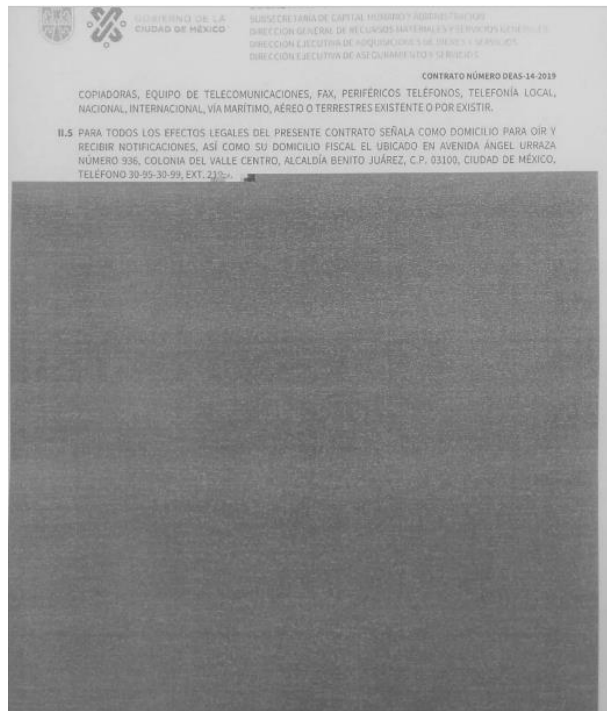 GOBIERNO DE LA
CIUDAD DE MÉXICO
SUBSECRETARÍA DE CAPITAL HUMANO Y ADMINISTRACIÓN
DIRECCIÓN GENERAL DE RECURSOS MATERIALES Y SERVICIOS GENERALES
DIRECCIÓN EJECUTIVA DE ADQUISICIONES DE BIENES Y SERVICIOS
DIRECCIÓN EJECUTIVA DE ASEGURAMIENTO Y SERVICIOS
CONTRATO NÚMERO DEAS-14-2019
COPIADORAS, EQUIPO DE TELECOMUNICACIONES, FAX, PERIFÉRICOS TELÉFONOS, TELEFONÍA LOCAL,
NACIONAL, INTERNACIONAL, VÍA MARÍTIMO, AÉREO O TERRESTRES EXISTENTE O POR EXISTIR.
II.5 PARA TODOS LOS EFECTOS LEGALES DEL PRESENTE CONTRATO SEÑALA COMO DOMICILIO PARA OÍR Y
RECIBIR NOTIFICACIONES, ASÍ COMO SU DOMICILIO FISCAL EL UBICADO EN AVENIDA ÁNGEL URRAZA
NÚMERO 936, COLONIA DEL VALLE CENTRO, ALCALDÍA BENITO JUÁREZ, C.P. 03100, CIUDAD DE MÉXICO,
TELÉFONO 30-95-30-99, EXT.